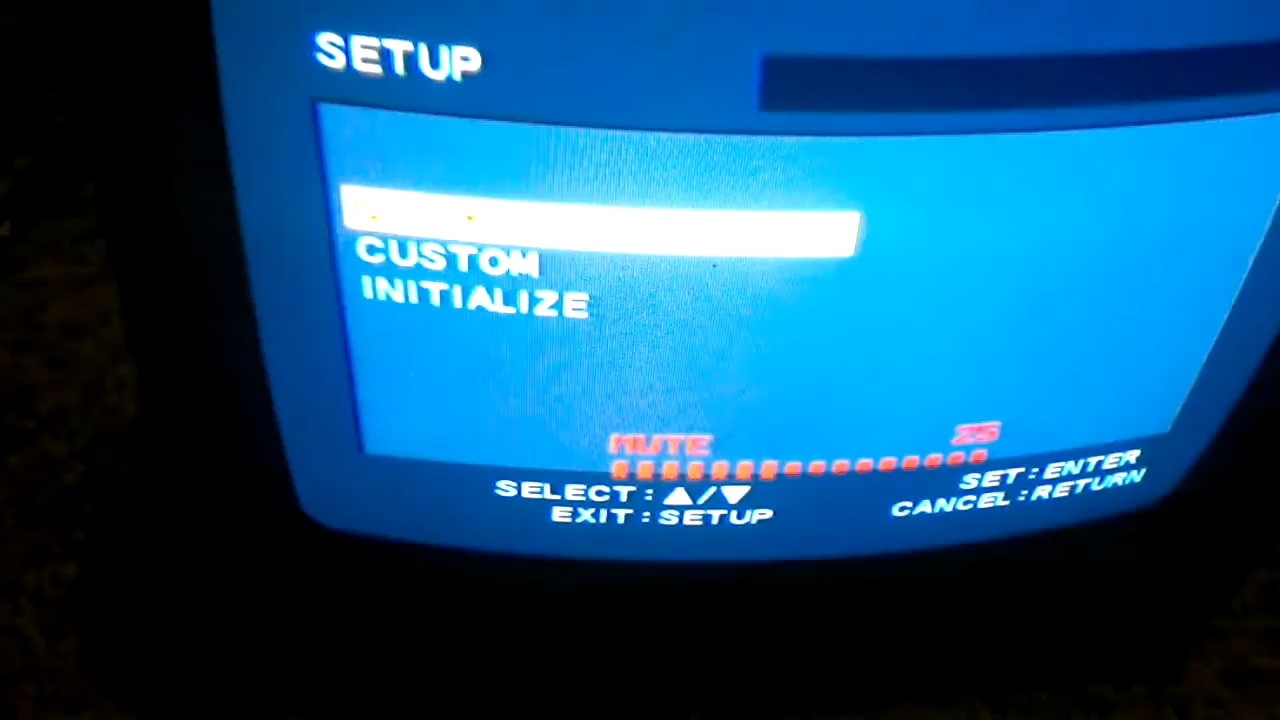 SETUP
CUSTOM
INITIALIZE
MUTE 25
SELECT:▲/▼ SET:ENTER
EXIT:SETUP CANCEL:RETURN